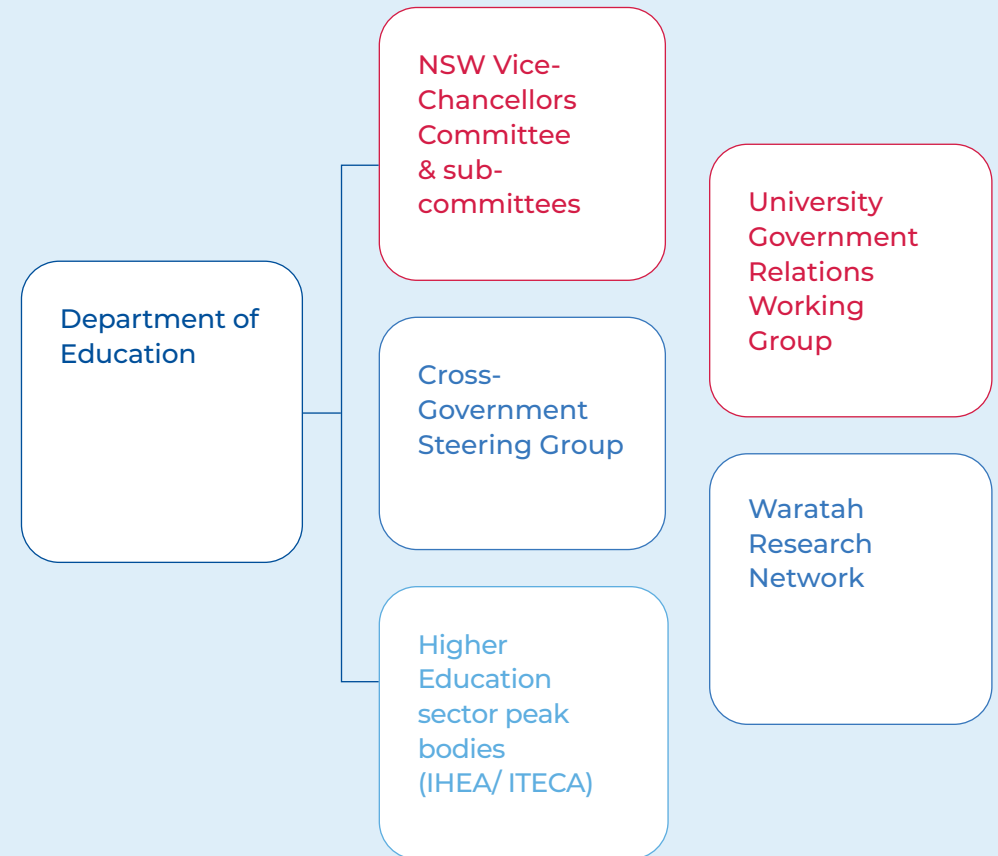 NSW Vice-
Chancellors
Committee
& sub-
committees
University
Government
Relations
Working
Group
Department of
Education
Cross-
Government
Steering Group
Waratah
Research
Network
Higher
Education
sector peak
bodies
(IHEA/ ITECA)